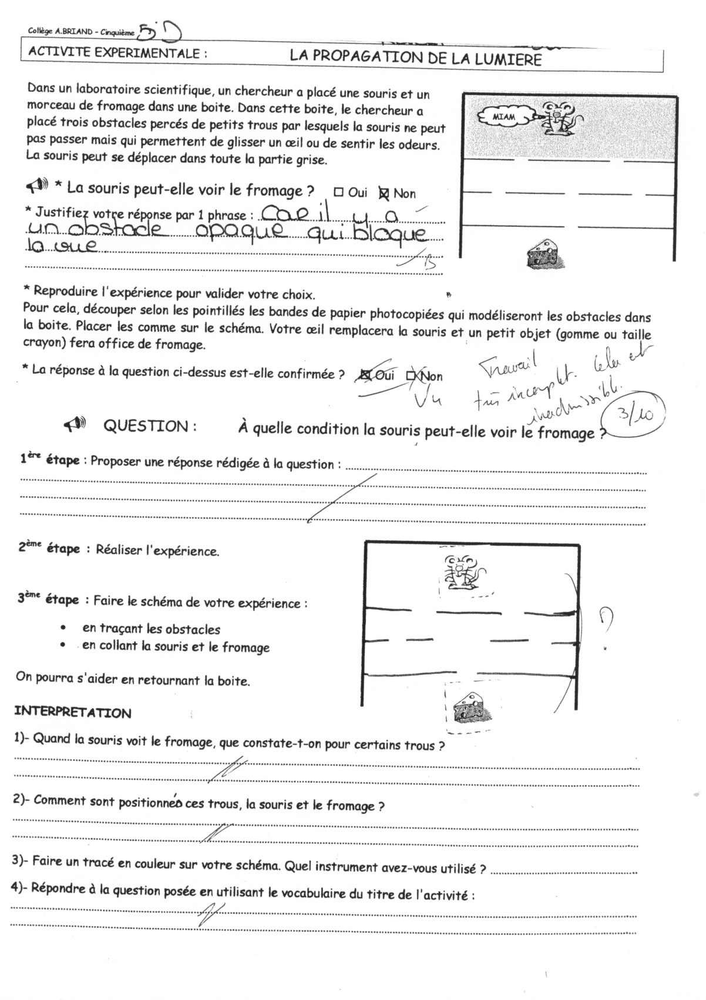 Collège A.BRIAND - Cinquième 5D
ACTIVITE EXPERIMENTALE : LA PROPAGATION DE LA LUMIERE
Dans un laboratoire scientifique, un chercheur a placé une souris et un
morceau de fromage dans une boite. Dans cette boite, le chercheur a
placé trois obstacles percés de petits trous par lesquels la souris ne peut
pas passer mais qui permettent de glisser un œil ou de sentir les odeurs.
La souris peut se déplacer dans toute la partie grise.
MIAM
* La souris peut-elle voir le fromage ? Oui Non
* Justifiez votre réponse par 1 phrase : Car il y a
un obstacle opaque qui bloque
la vue
B
* Reproduire l'expérience pour valider votre choix.
Pour cela, découper selon les pointillés les bandes de papier photocopiées qui modéliseront les obstacles dans
la boite. Placer les comme sur le schéma. Votre œil remplacera la souris et un petit objet (gomme ou taille
crayon) fera office de fromage.
* La réponse à la question ci-dessus est-elle confirmée ? Oui Non
Vu
Travail
très incomplet. Cela est
inadmissible.
3/10
QUESTION : À quelle condition la souris peut-elle voir le fromage ?
1ère étape : Proposer une réponse rédigée à la question :
2ème étape : Réaliser l'expérience.
3ème étape : Faire le schéma de votre expérience :
• en traçant les obstacles
• en collant la souris et le fromage
?
On pourra s'aider en retournant la boite.
INTERPRETATION
1)- Quand la souris voit le fromage, que constate-t-on pour certains trous ?
2)- Comment sont positionnés ces trous, la souris et le fromage ?
3)- Faire un tracé en couleur sur votre schéma. Quel instrument avez-vous utilisé ?
4)- Répondre à la question posée en utilisant le vocabulaire du titre de l'activité :